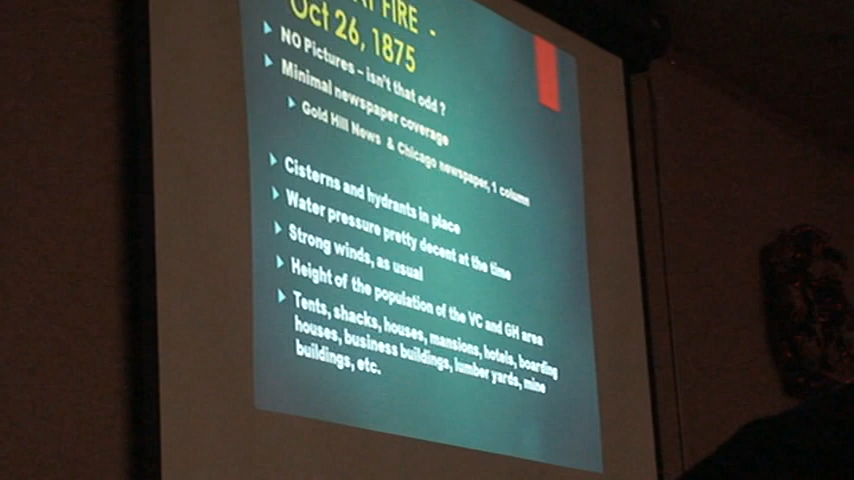 FIRE -
Oct 26, 1875
NO Pictures – isn't that odd ?
Minimal newspaper coverage
Gold Hill News & Chicago newspaper, 1 column
Cisterns and hydrants in place
Water pressure pretty decent at the time
Strong winds, as usual
Height of the population of the VC and GH area
Tents, shacks, houses, mansions, hotels, boarding
houses, business buildings, lumber yards, mine
buildings, etc.